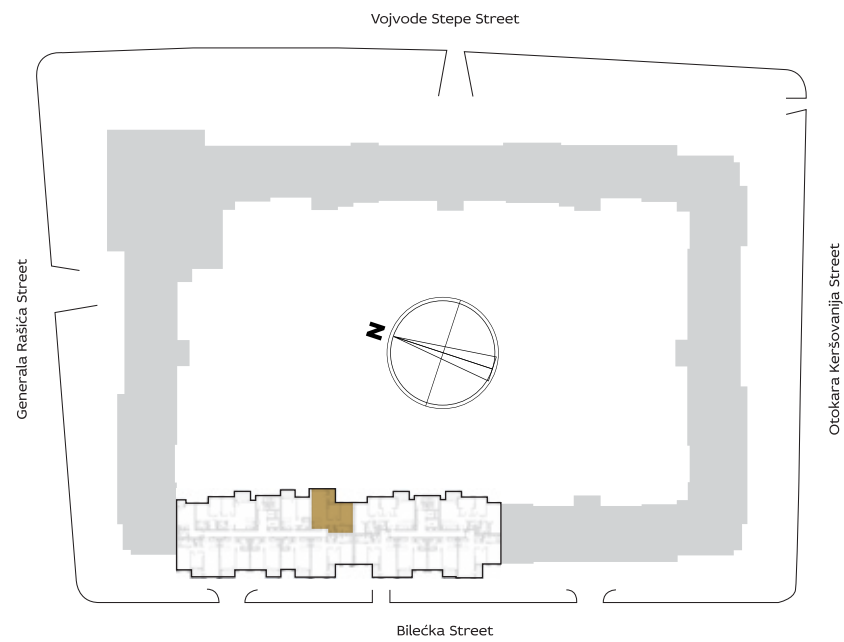 Vojvode Stepe Street
Generala Rašića Street
Otokara Keršovanija Street
N
Bilećka Street